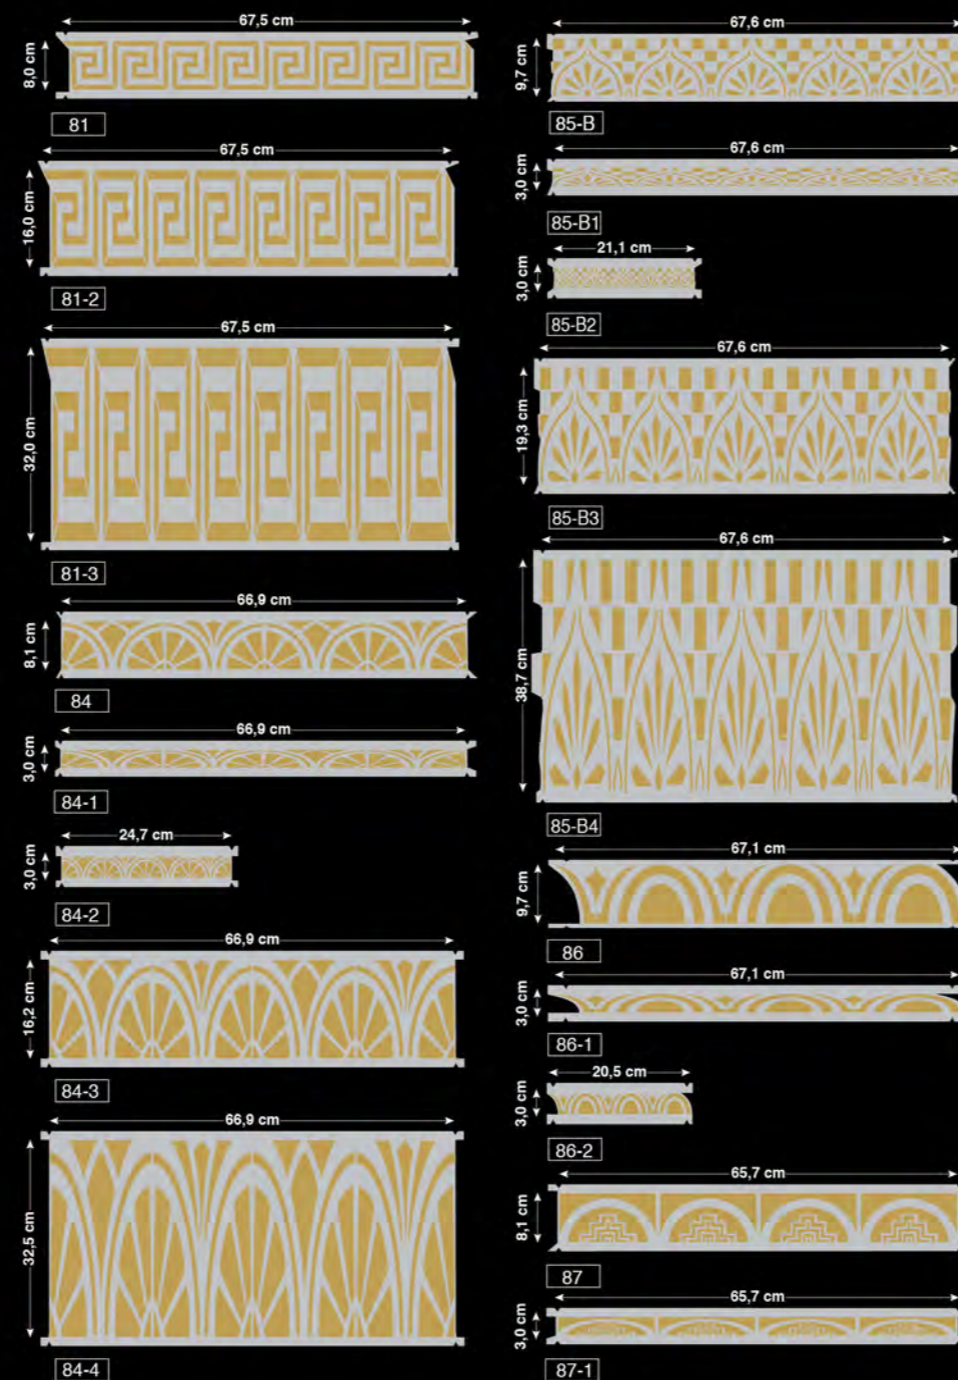 67,5 cm
8,0 cm
81
67,5 cm
16,0 cm
81-2
67,5 cm
32,0 cm
81-3
66,9 cm
8,1 cm
84
66,9 cm
3,0 cm
84-1
24,7 cm
3,0 cm
84-2
66,9 cm
16,2 cm
84-3
66,9 cm
32,5 cm
84-4
67,6 cm
9,7 cm
85-B
67,6 cm
3,0 cm
85-B1
21,1 cm
3,0 cm
85-B2
67,6 cm
19,3 cm
85-B3
67,6 cm
38,7 cm
85-B4
67,1 cm
9,7 cm
86
67,1 cm
3,0 cm
86-1
20,5 cm
3,0 cm
86-2
65,7 cm
8,1 cm
87
65,7 cm
3,0 cm
87-1